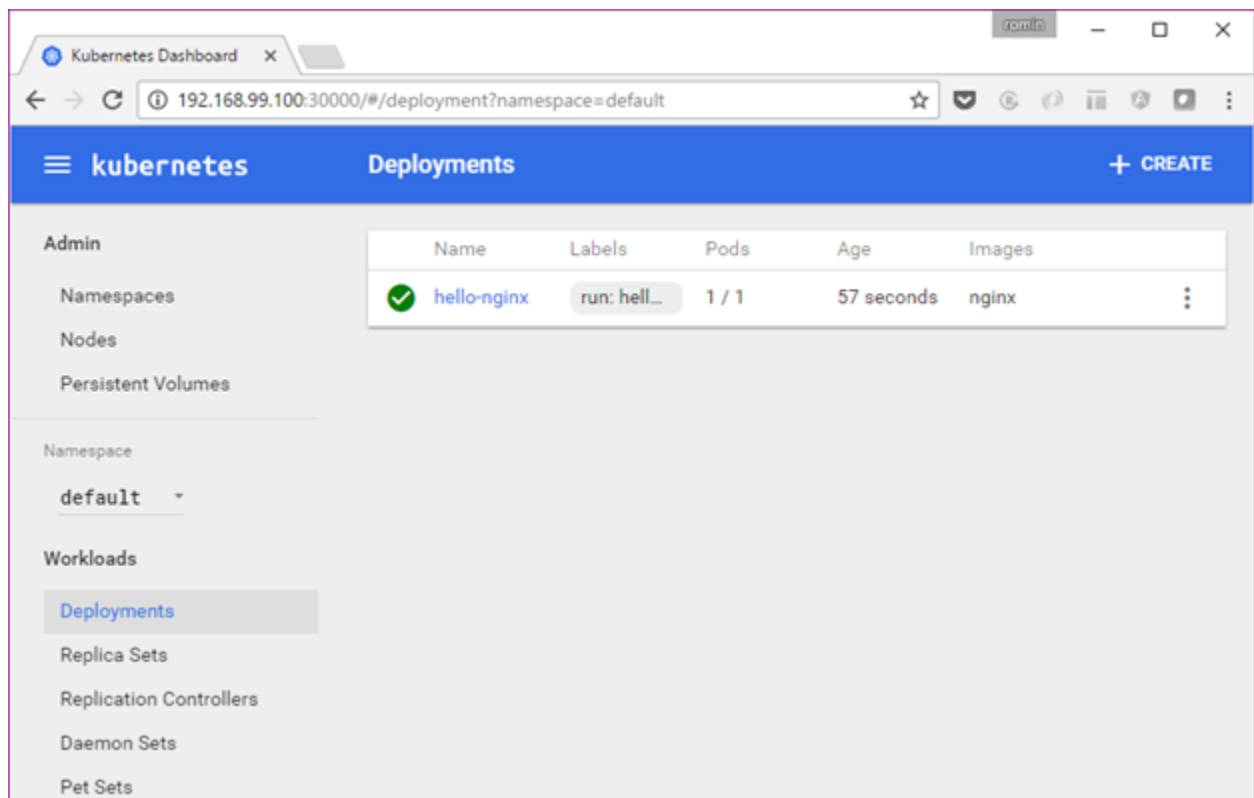 romin
Kubernetes Dashboard
192.168.99.100:30000/#/deployment?namespace=default
kubernetes Deployments + CREATE
Admin
Namespaces
Nodes
Persistent Volumes
Namespace
default
Workloads
Deployments
Replica Sets
Replication Controllers
Daemon Sets
Pet Sets
Name Labels Pods Age Images
hello-nginx run: hell... 1 / 1 57 seconds nginx